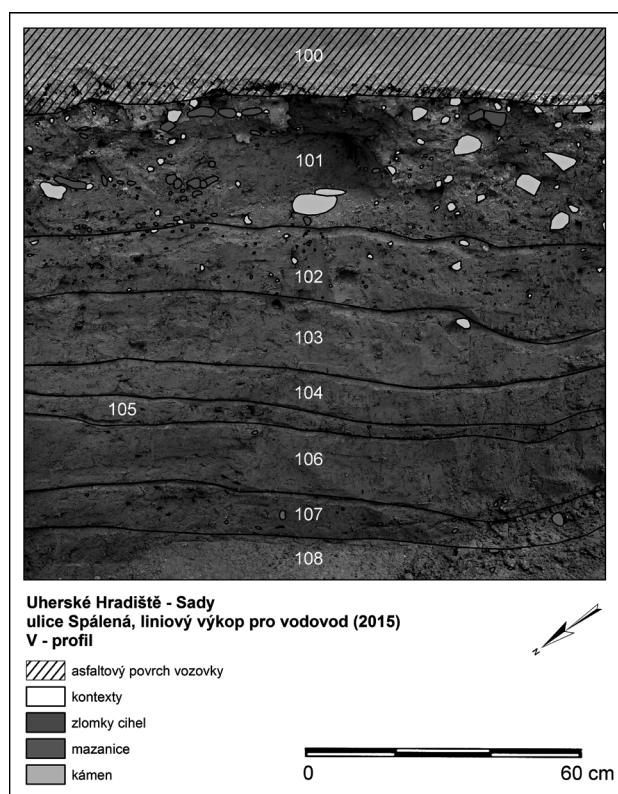 100
101
102
103
104
105
106
107
108
Uherské Hradiště - Sady
ulice Spálená, liniový výkop pro vodovod (2015)
V - profil
N
asfaltový povrch vozovky
kontexty
zlomky cihel
mazanice
kámen
0 60 cm